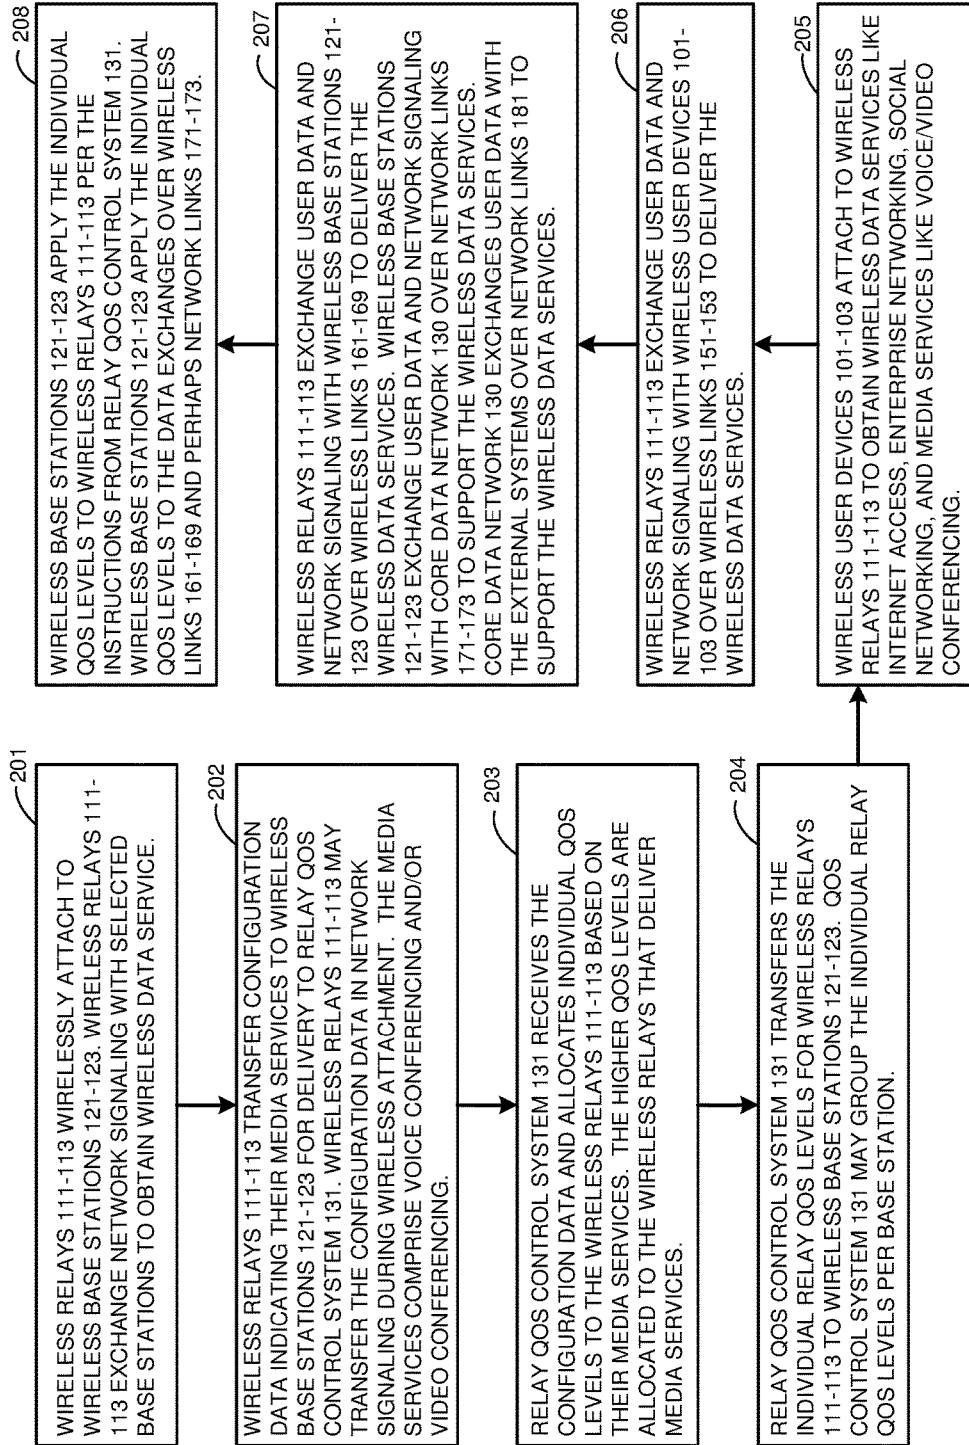 201
WIRELESS RELAYS 111-113 WIRELESSLY ATTACH TO
WIRELESS BASE STATIONS 121-123. WIRELESS RELAYS 111-
113 EXCHANGE NETWORK SIGNALING WITH SELECTED
BASE STATIONS TO OBTAIN WIRELESS DATA SERVICE.
202
WIRELESS RELAYS 111-113 TRANSFER CONFIGURATION
DATA INDICATING THEIR MEDIA SERVICES TO WIRELESS
BASE STATIONS 121-123 FOR DELIVERY TO RELAY QOS
CONTROL SYSTEM 131. WIRELESS RELAYS 111-113 MAY
TRANSFER THE CONFIGURATION DATA IN NETWORK
SIGNALING DURING WIRELESS ATTACHMENT. THE MEDIA
SERVICES COMPRISE VOICE CONFERENCING AND/OR
VIDEO CONFERENCING.
203
RELAY QOS CONTROL SYSTEM 131 RECEIVES THE
CONFIGURATION DATA AND ALLOCATES INDIVIDUAL QOS
LEVELS TO THE WIRELESS RELAYS 1111-113 BASED ON
THEIR MEDIA SERVICES. THE HIGHER QOS LEVELS ARE
ALLOCATED TO THE WIRELESS RELAYS THAT DELIVER
MEDIA SERVICES.
204
RELAY QOS CONTROL SYSTEM 131 TRANSFERS THE
INDIVIDUAL RELAY QOS LEVELS FOR WIRELESS RELAYS
111-113 TO WIRELESS BASE STATIONS 121-123. QOS
CONTROL SYSTEM 131 MAY GROUP THE INDIVIDUAL RELAY
QOS LEVELS PER BASE STATION.
205
WIRELESS USER DEVICES 101-103 ATTACH TO WIRELESS
RELAYS 111-113 TO OBTAIN WIRELESS DATA SERVICES LIKE
INTERNET ACCESS, ENTERPRISE NETWORKING, SOCIAL
NETWORKING, AND MEDIA SERVICES LIKE VOICE/VIDEO
CONFERENCING.
206
WIRELESS RELAYS 111-113 EXCHANGE USER DATA AND
NETWORK SIGNALING WITH WIRELESS USER DEVICES 101-
103 OVER WIRELESS LINKS 151-153 TO DELIVER THE
WIRELESS DATA SERVICES.
207
WIRELESS RELAYS 111-113 EXCHANGE USER DATA AND
NETWORK SIGNALING WITH WIRELESS BASE STATIONS 121-
123 OVER WIRELESS LINKS 161-169 TO DELIVER THE
WIRELESS DATA SERVICES. WIRELESS BASE STATIONS
121-123 EXCHANGE USER DATA AND NETWORK SIGNALING
WITH CORE DATA NETWORK 130 OVER NETWORK LINKS
171-173 TO SUPPORT THE WIRELESS DATA SERVICES.
CORE DATA NETWORK 130 EXCHANGES USER DATA WITH
THE EXTERNAL SYSTEMS OVER NETWORK LINKS 181 TO
SUPPORT THE WIRELESS DATA SERVICES.
208
WIRELESS BASE STATIONS 121-123 APPLY THE INDIVIDUAL
QOS LEVELS TO WIRELESS RELAYS 111-113 PER THE
INSTRUCTIONS FROM RELAY QOS CONTROL SYSTEM 131.
WIRELESS BASE STATIONS 121-123 APPLY THE INDIVIDUAL
QOS LEVELS TO THE DATA EXCHANGES OVER WIRELESS
LINKS 161-169 AND PERHAPS NETWORK LINKS 171-173.